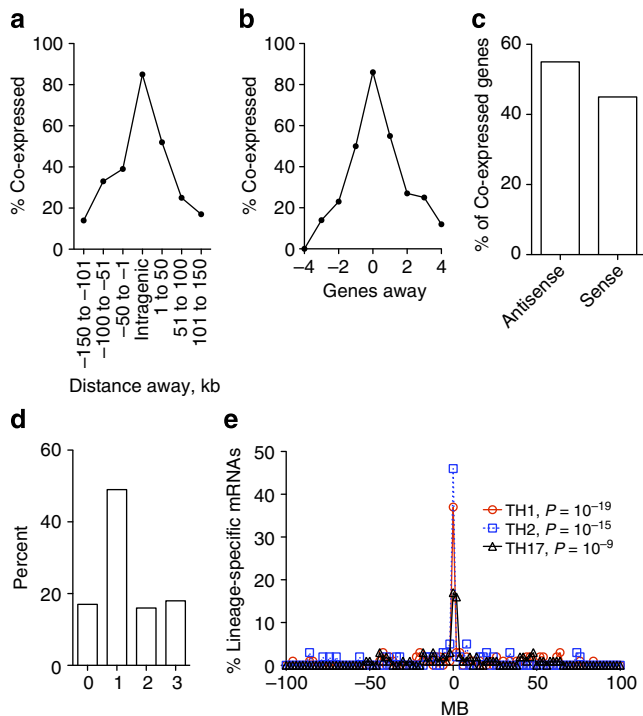 a
% Co-expressed
100
80
60
40
20
0
−150 to −101
−100 to −51
−50 to −1
Intragenic
1 to 50
51 to 100
101 to 150
Distance away, kb
b
% Co-expressed
100
80
60
40
20
0
−4
−2
0
2
4
Genes away
c
% of Co-expressed genes
60
40
20
0
Antisense
Sense
d
Percent
60
40
20
0
0
1
2
3
e
% Lineage-specific mRNAs
50
40
30
20
10
0
TH1, P = 10−19
TH2, P = 10−15
TH17, P = 10−9
−100
−50
0
50
100
MB